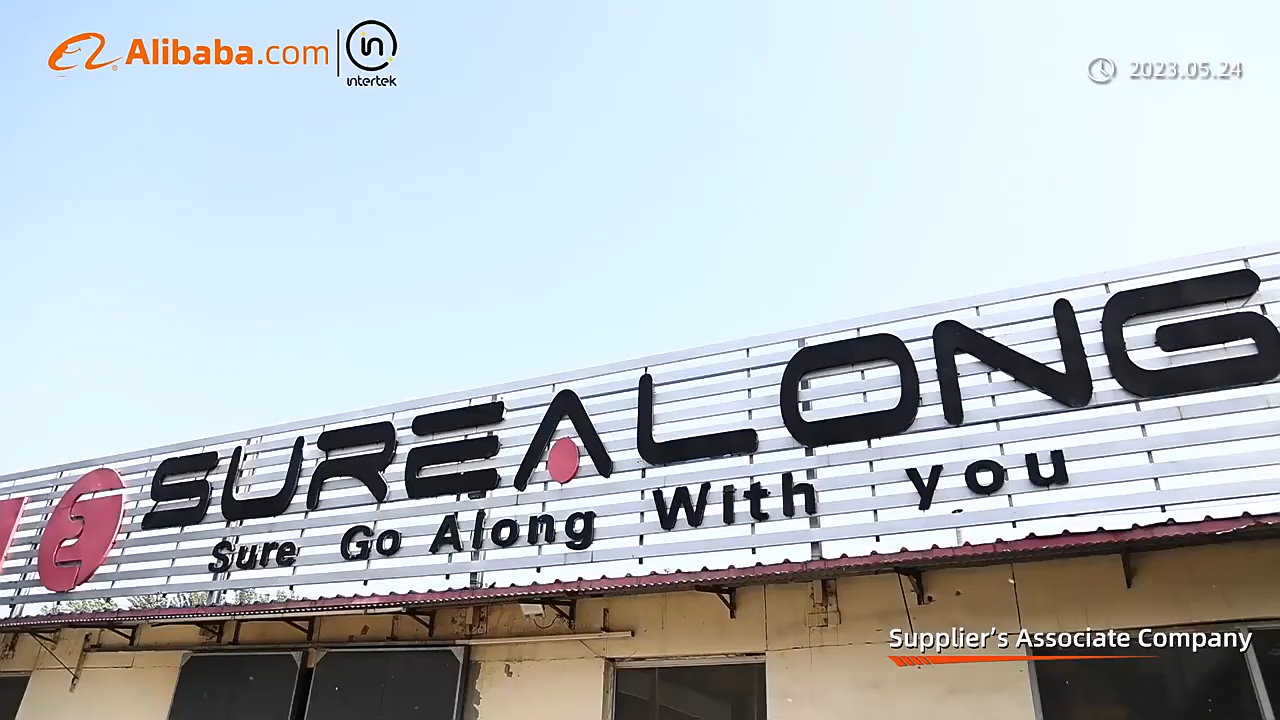 Alibaba.com
intertek
2023.05.24
SUREALONG
Sure Go Along With you
Supplier's Associate Company